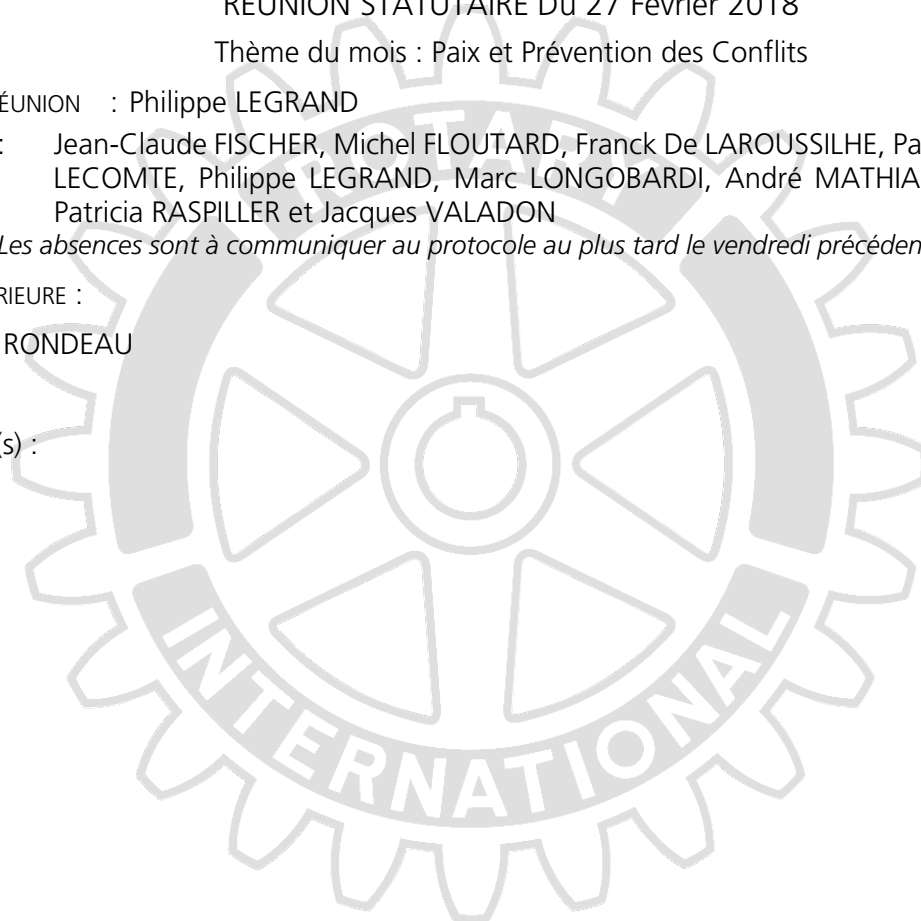 RÉUNION STATUTAIRE Du 27 Février 2018
Thème du mois : Paix et Prévention des Conflits
ÉUNION : Philippe LEGRAND
: Jean-Claude FISCHER, Michel FLOUTARD, Franck De LAROUSSILHE, Pa
LECOMTE, Philippe LEGRAND, Marc LONGOBARDI, André MATHIA
Patricia RASPILLER et Jacques VALADON
Les absences sont à communiquer au protocole au plus tard le vendredi précéden
RIEURE :
RONDEAU
(s) :
ROTARY
INTERNATIONAL